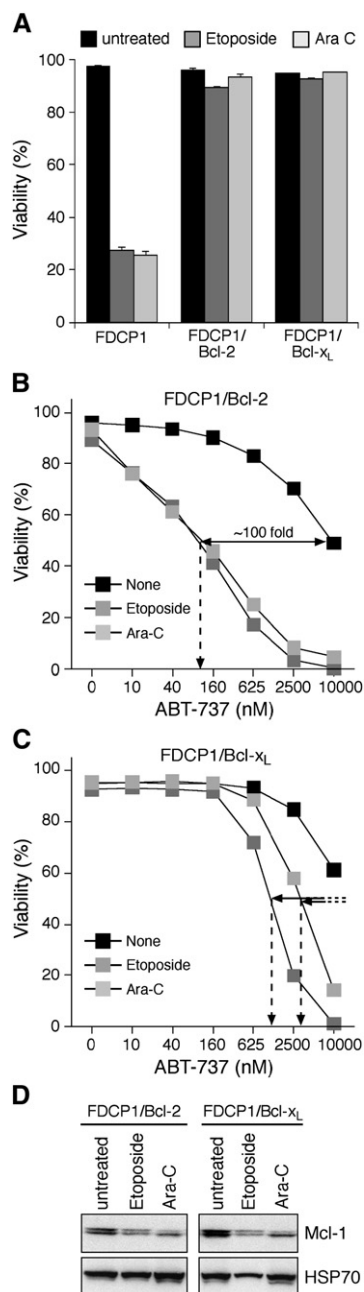 A
untreated Etoposide Ara C
Viability (%)
100
80
60
40
20
0
FDCP1 FDCP1/ Bcl-2 FDCP1/ Bcl-xL
B
FDCP1/Bcl-2
Viability (%)
100
80
60
40
20
0
~100 fold
None
Etoposide
Ara-C
0 10 40 160 625 2500 10000
ABT-737 (nM)
C
FDCP1/Bcl-xL
Viability (%)
100
80
60
40
20
0
None
Etoposide
Ara-C
0 10 40 160 625 2500 10000
ABT-737 (nM)
D
FDCP1/Bcl-2 FDCP1/Bcl-xL
untreated Etoposide Ara-C untreated Etoposide Ara-C
Mcl-1
HSP70